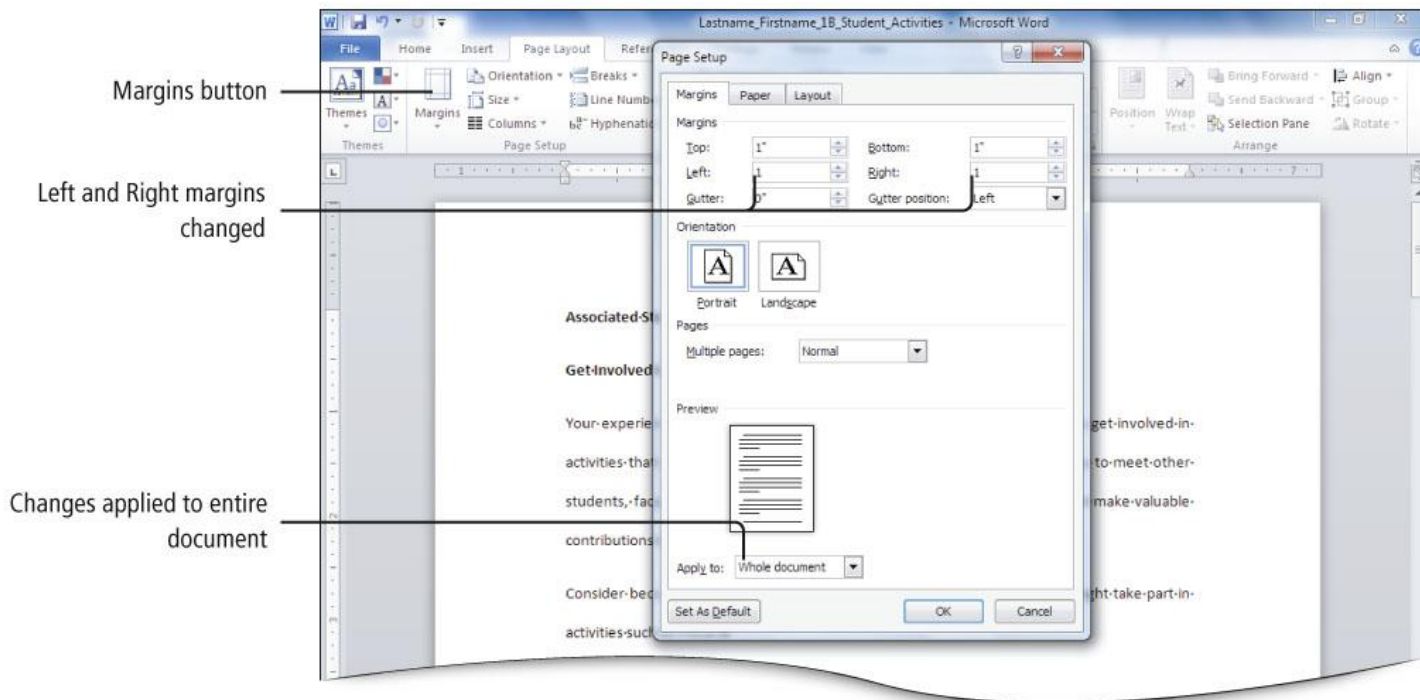 Lastname_Firstname_1B_Student_Activities - Microsoft Word
File Home Insert Page Layout Refer
Page Setup
Margins button
Themes
Margins
Orientation
Size
Columns
Breaks
Line Numb
Hyphenatio
Position
Wrap Text
Bring Forward
Send Backward
Selection Pane
Align
Group
Rotate
Themes
Page Setup
Arrange
Margins Paper Layout
Margins
Top: 1" Bottom: 1"
Left: 1 Right: 1
Gutter: 0" Gutter position: Left
Left and Right margins
changed
Orientation
Portrait Landscape
Pages
Multiple pages: Normal
Preview
Changes applied to entire
document
Apply to: Whole document
Set As Default OK Cancel
Associated·St
Get·Involved
Your·experie get·involved·in·
activities·that to·meet·other·
students,·fac make·valuable·
contributions
Consider·bec ght·take·part·in·
activities·such